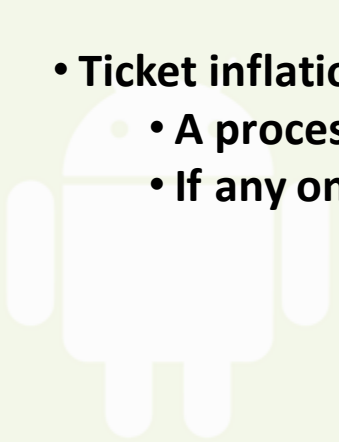 • Ticket inflatio
• A proces
• If any on